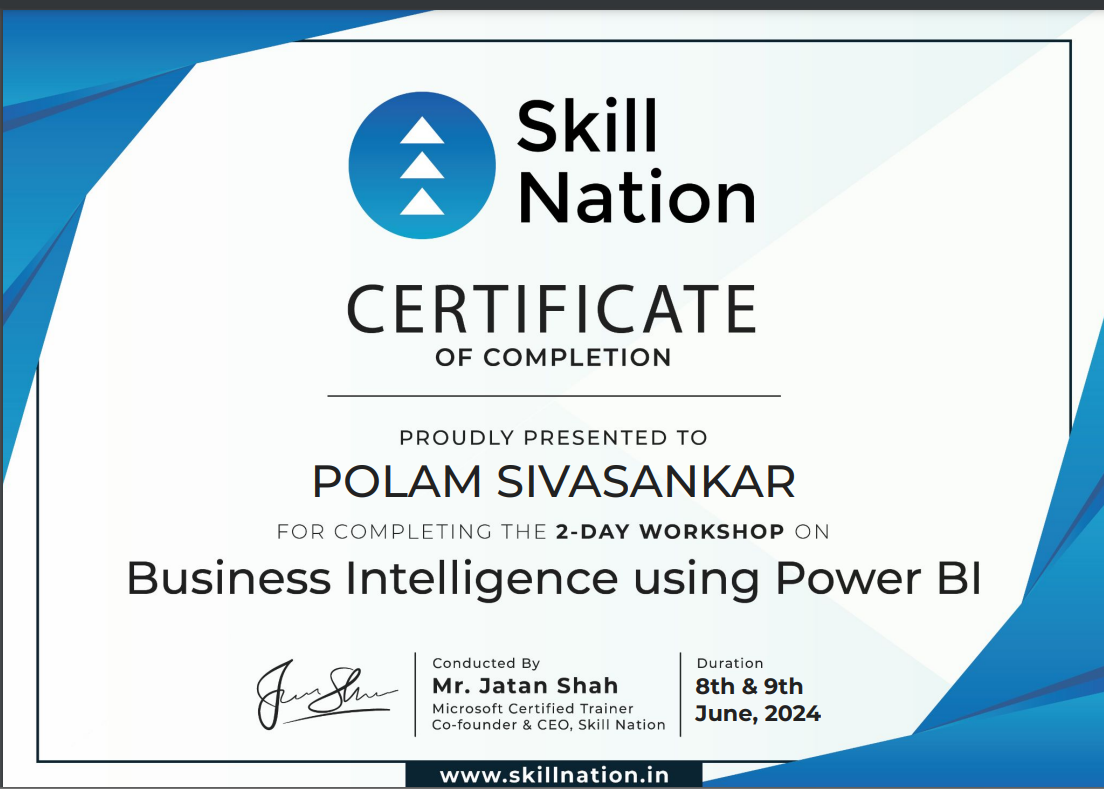 Skill
Nation
CERTIFICATE
OF COMPLETION
PROUDLY PRESENTED TO
POLAM SIVASANKAR
FOR COMPLETING THE 2-DAY WORKSHOP ON
Business Intelligence using Power BI
Conducted By
Mr. Jatan Shah
Microsoft Certified Trainer
Co-founder & CEO, Skill Nation
Duration
8th & 9th
June, 2024
www.skillnation.in